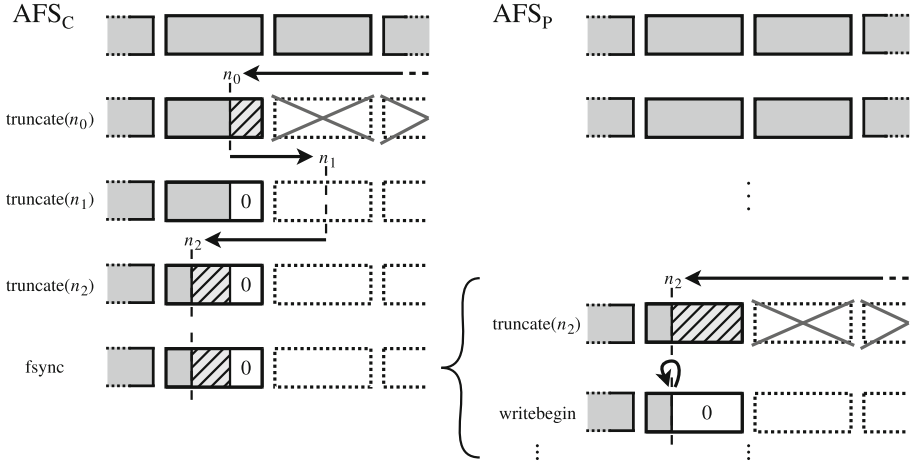 AFS_C
AFS_P
n_0
truncate(n_0)
n_1
truncate(n_1)
0
n_2
truncate(n_2)
0
n_2
truncate(n_2)
fsync
0
writebegin
0